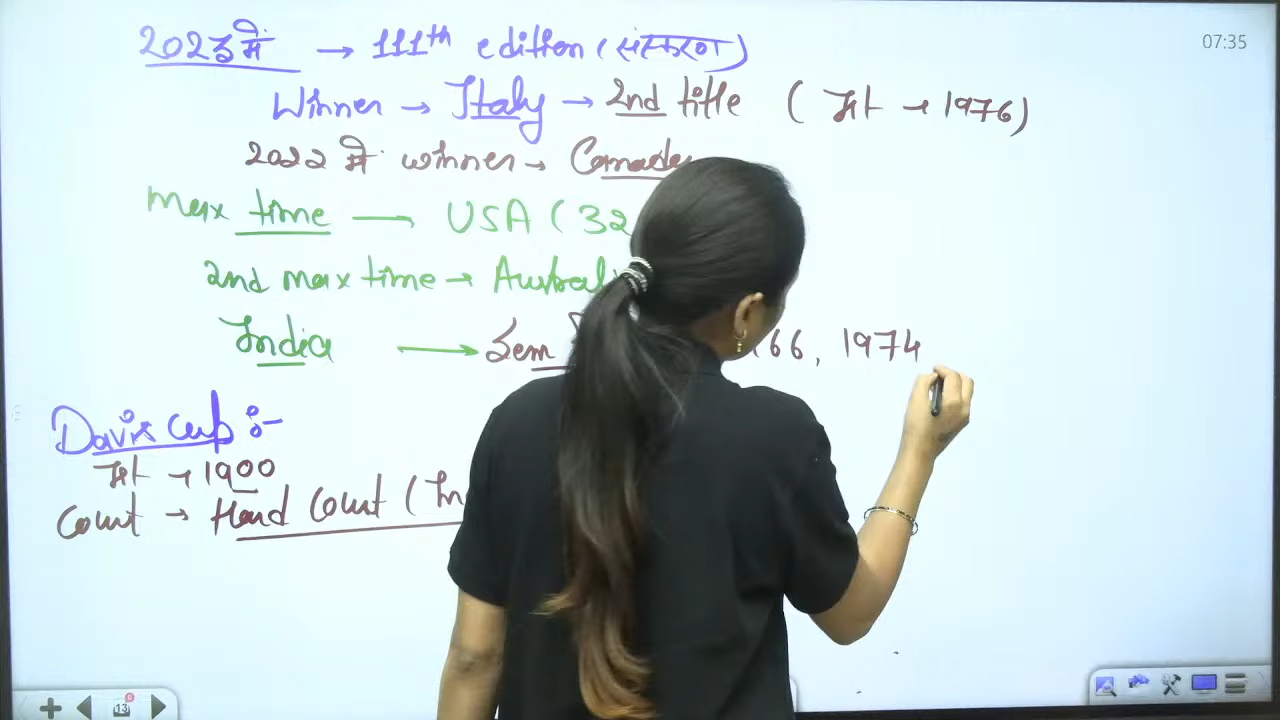 07:35
2023 में → 111th edition (संस्करण)
Winner → Italy → 2nd title ( → 1976)
2022 में winner → Canada
Max time — USA (32
2nd max time → Austral
India → Sem 66, 1974
Davis Cup :-
→ 1900
Court → Hard Court (In
13